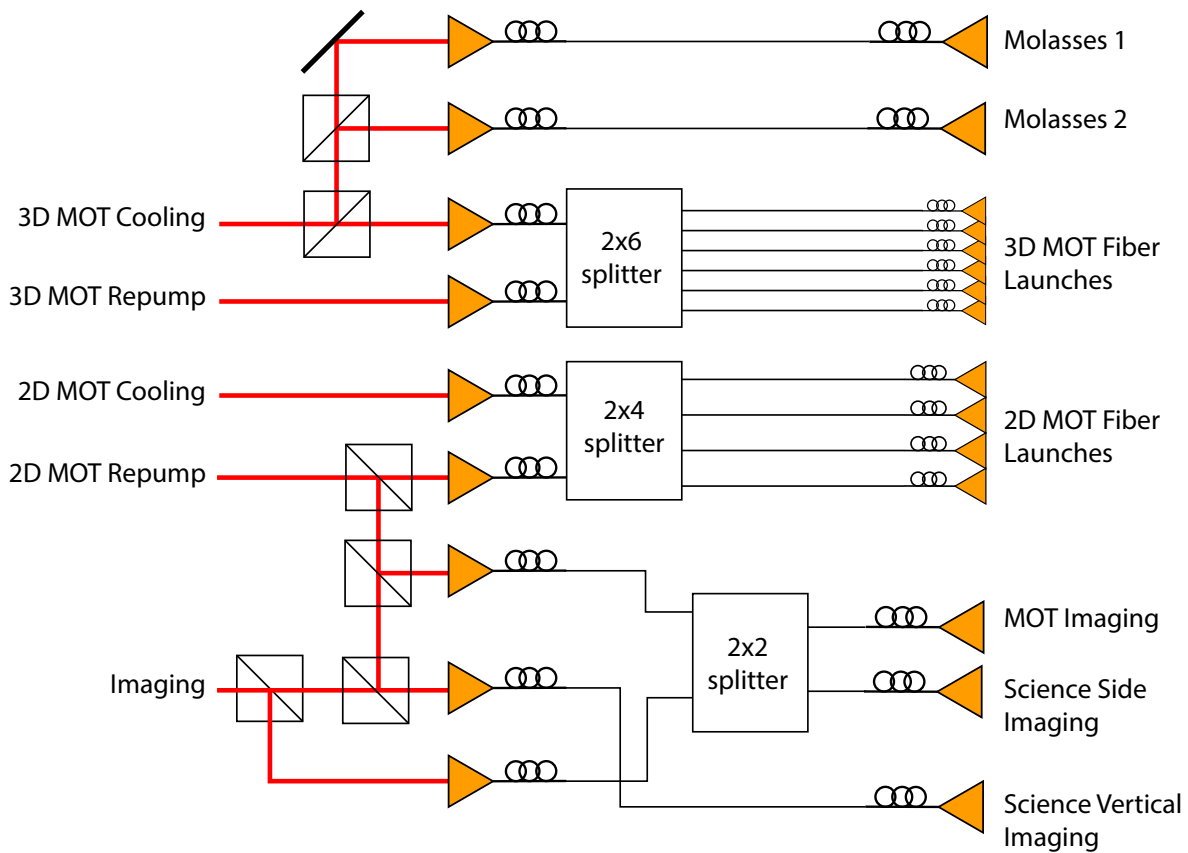 Molasses 1
Molasses 2
3D MOT Cooling
2x6
splitter
3D MOT Fiber
Launches
3D MOT Repump
2D MOT Cooling
2x4
splitter
2D MOT Fiber
Launches
2D MOT Repump
MOT Imaging
2x2
splitter
Imaging
Science Side
Imaging
Science Vertical
Imaging